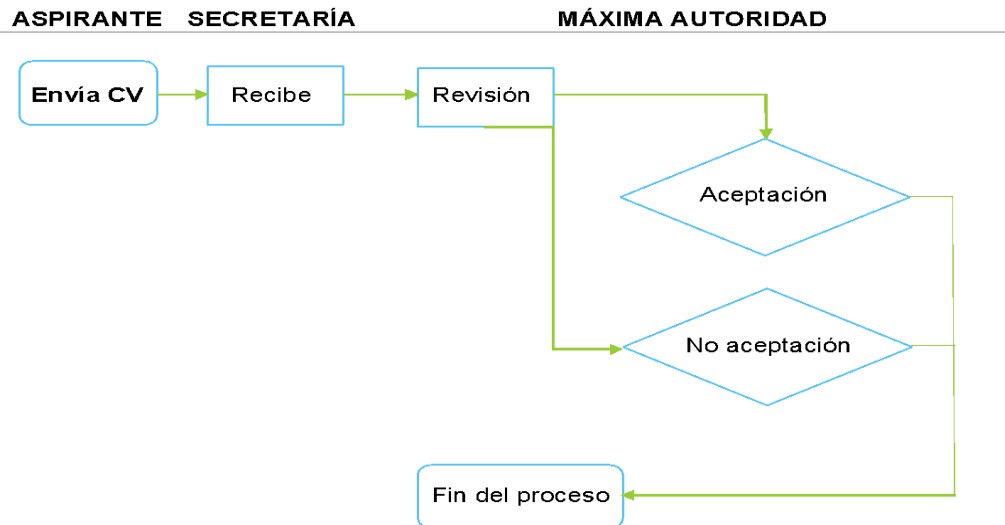 ASPIRANTE SECRETARÍA MÁXIMA AUTORIDAD
Envía CV Recibe Revisión
Aceptación
No aceptación
Fin del proceso